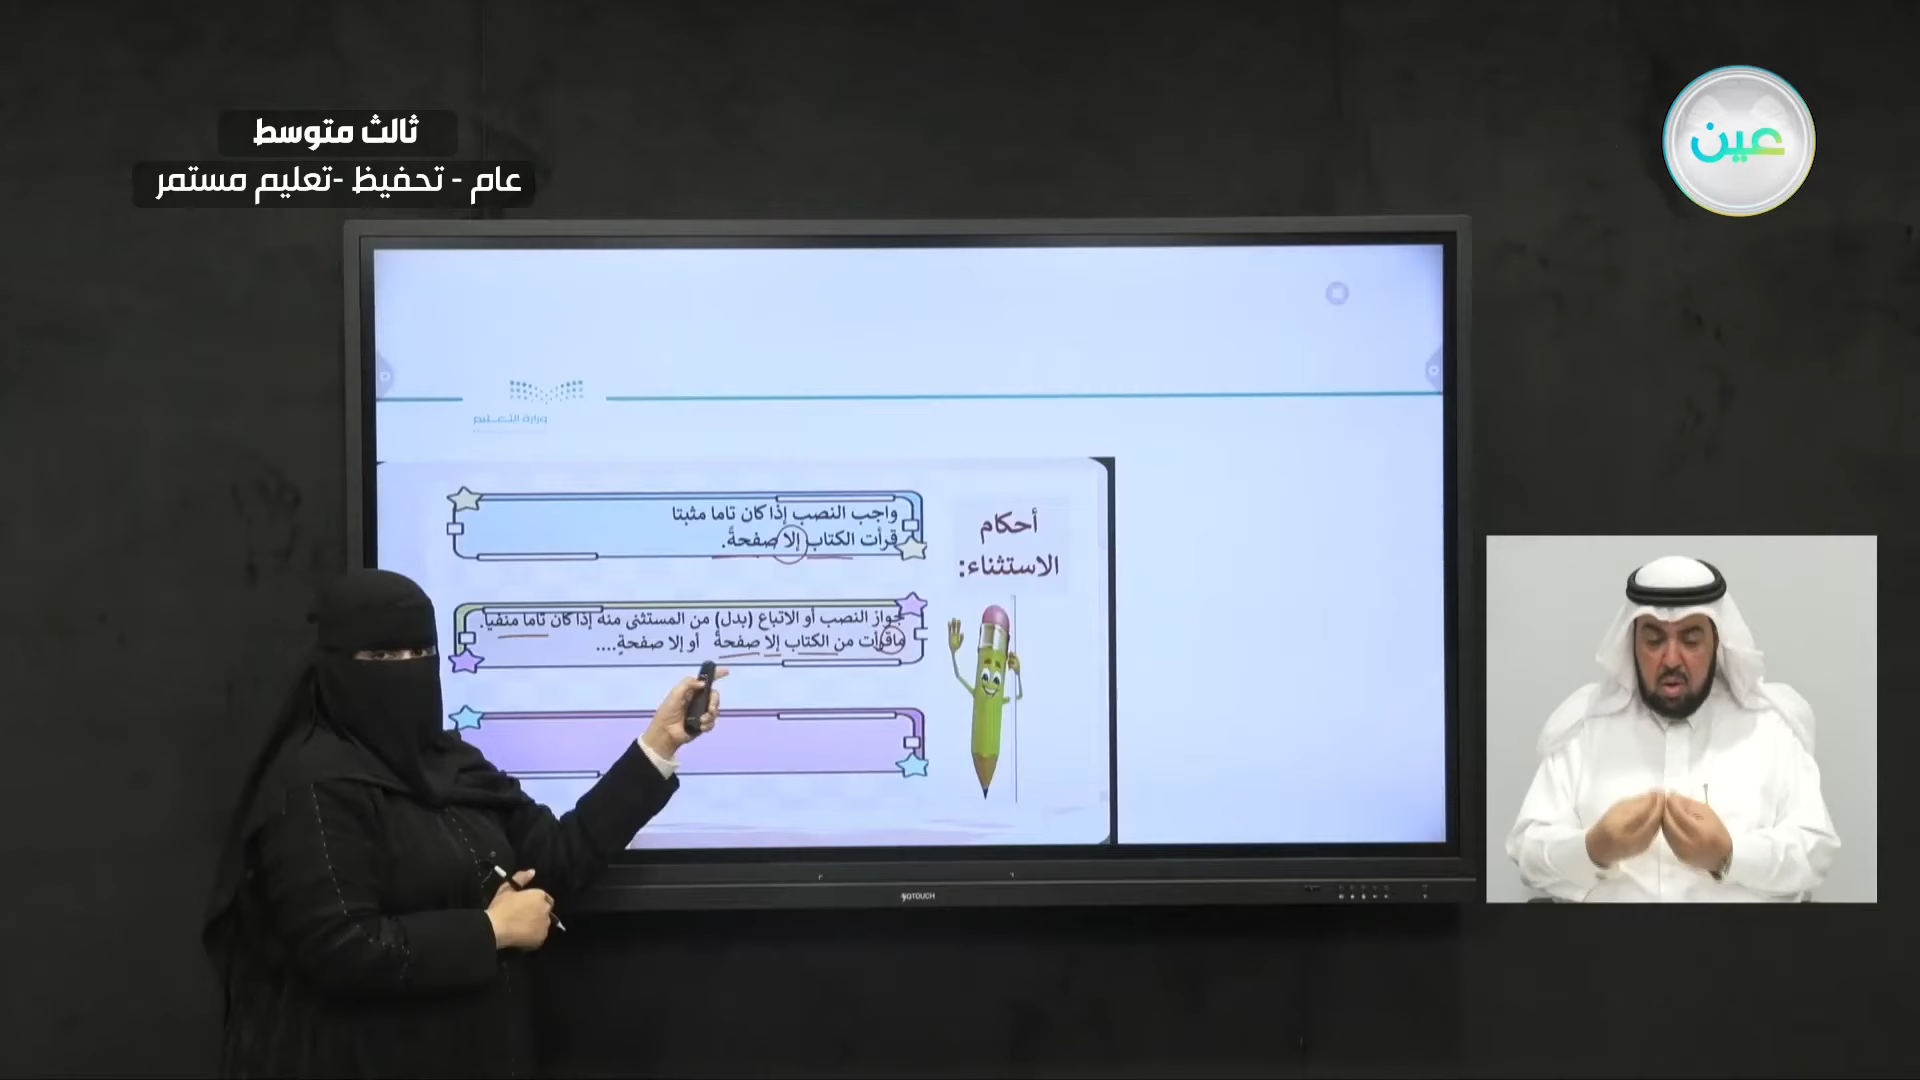 ثالث متوسط
عام - تحفيظ -تعليم مستمر
عين
وزارة التعـليم
أحكام
الاستثناء:
واجب النصب إذا كان تاما مثبتا
قرأت الكتاب إلا صفحةً.
جواز النصب أو الاتباع (بدل) من المستثنى منه إذا كان تاما منفيا.
ماقرأت من الكتاب إلا صفحةً أو إلا صفحةٍ....